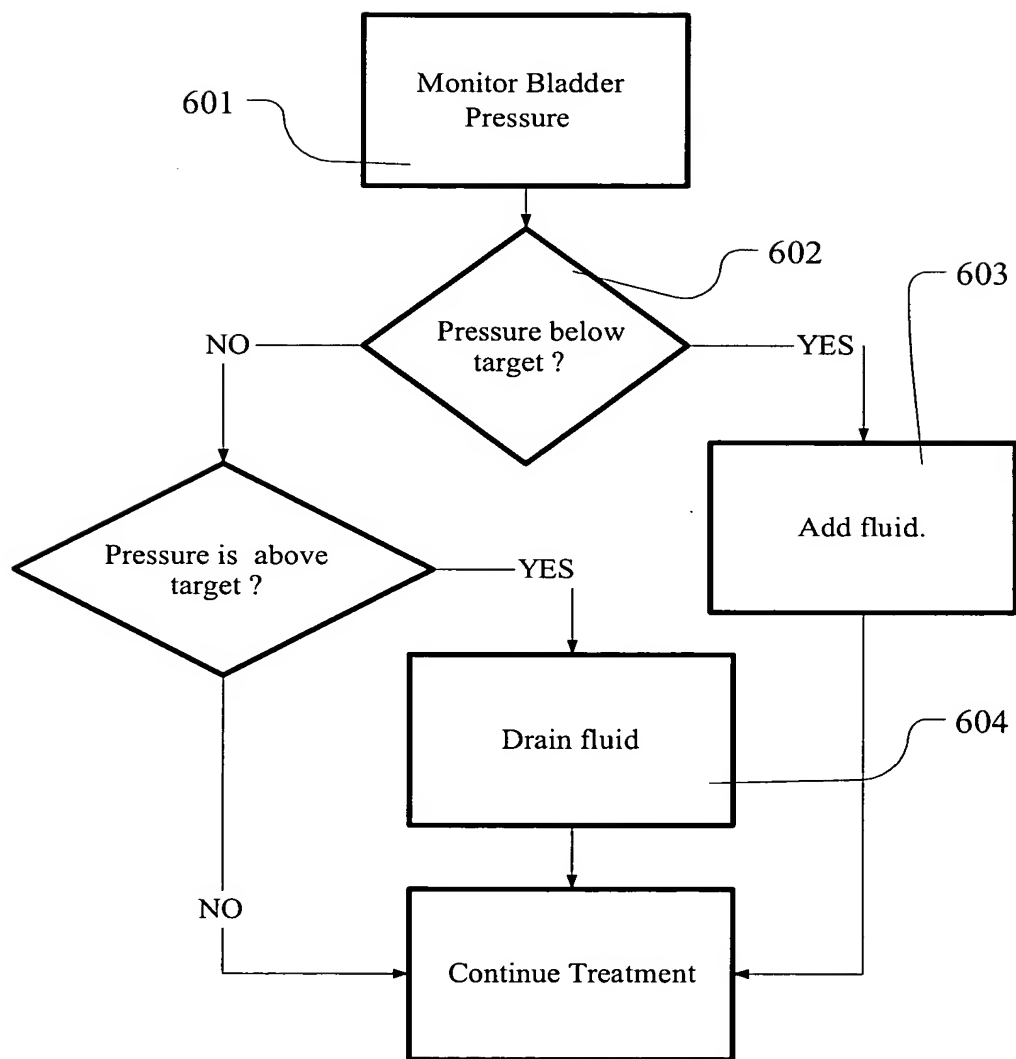 Monitor Bladder
Pressure
601
602
Pressure below
target ?
NO
YES
603
Add fluid.
Pressure is above
target ?
YES
Drain fluid
604
NO
Continue Treatment